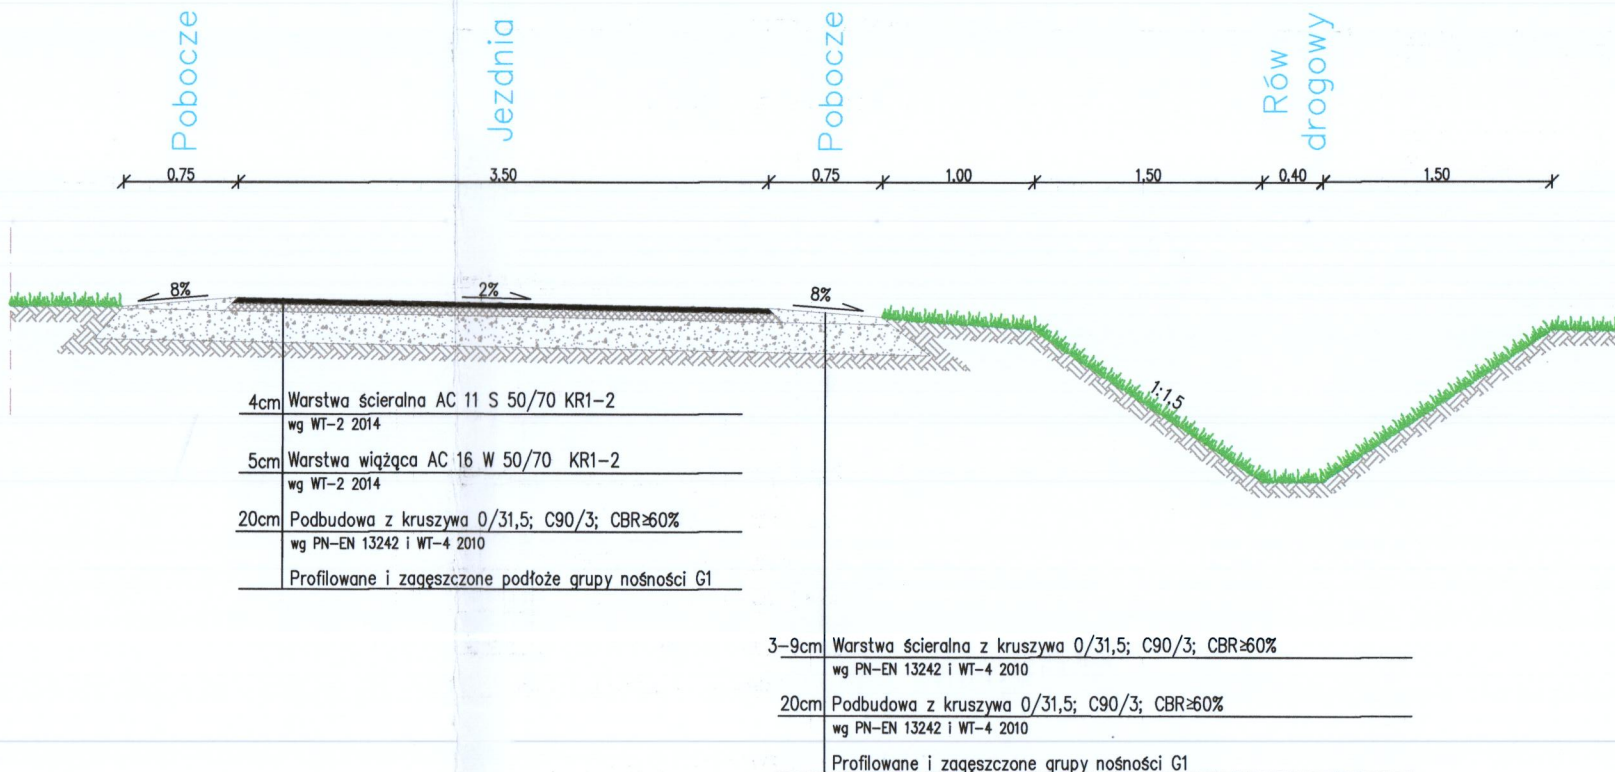 Pobocze
Jezdnia
Pobocze
Rów
drogowy
0.75
3.50
0.75
1.00
1.50
0.40
1.50
8%
2%
8%
1:1,5
4cm Warstwa ścieralna AC 11 S 50/70 KR1-2
wg WT-2 2014
5cm Warstwa wiążąca AC 16 W 50/70 KR1-2
wg WT-2 2014
20cm Podbudowa z kruszywa 0/31,5; C90/3; CBR≥60%
wg PN-EN 13242 i WT-4 2010
Profilowane i zagęszczone podłoże grupy nośności G1
3-9cm Warstwa ścieralna z kruszywa 0/31,5; C90/3; CBR≥60%
wg PN-EN 13242 i WT-4 2010
20cm Podbudowa z kruszywa 0/31,5; C90/3; CBR≥60%
wg PN-EN 13242 i WT-4 2010
Profilowane i zagęszczone grupy nośności G1